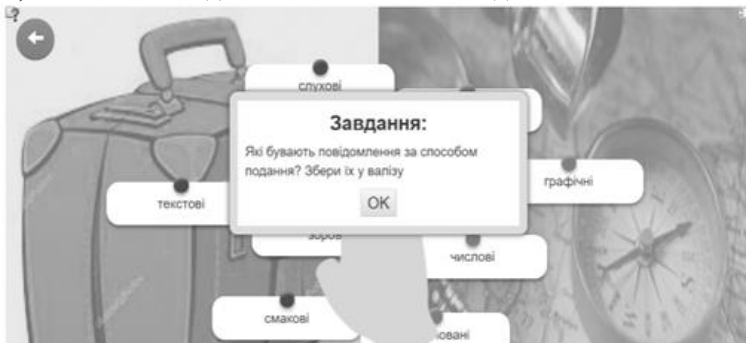 ?
слухові
Завдання:
Які бувають повідомлення за способом
подання? Збери їх у валізу
OK
графічні
текстові
числові
смакові